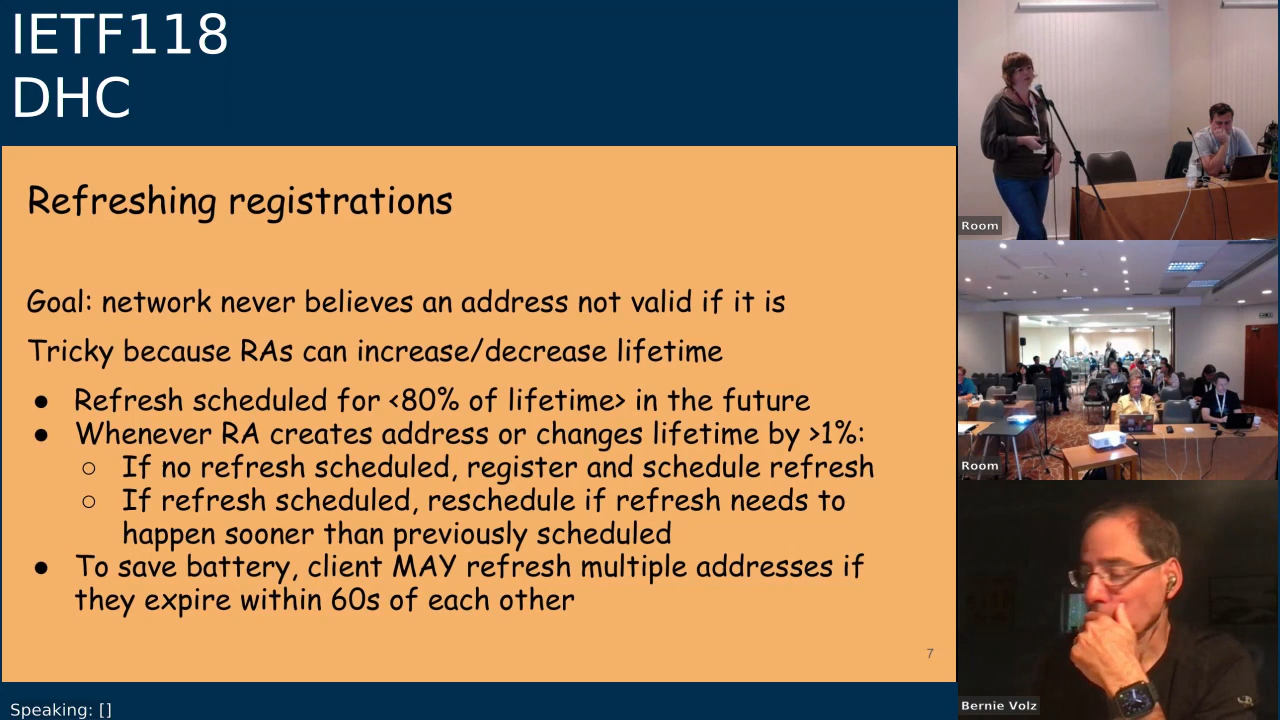 IETF118
DHC
Refreshing registrations
Goal: network never believes an address not valid if it is
Tricky because RAs can increase/decrease lifetime
● Refresh scheduled for <80% of lifetime> in the future
● Whenever RA creates address or changes lifetime by >1%:
○ If no refresh scheduled, register and schedule refresh
○ If refresh scheduled, reschedule if refresh needs to
happen sooner than previously scheduled
● To save battery, client MAY refresh multiple addresses if
they expire within 60s of each other
7
Speaking: []
Room
Room
Bernie Volz